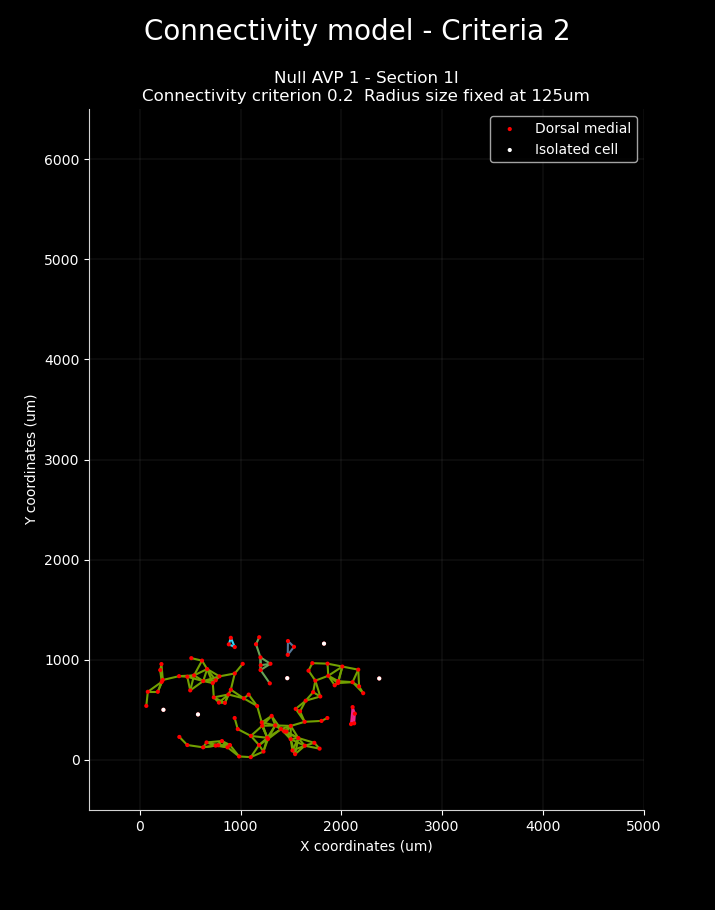 Connectivity model - Criteria 2
Null AVP 1 - Section 1I
Connectivity criterion 0.2  Radius size fixed at 125um
Dorsal medial
Isolated cell
6000
5000
4000
3000
2000
1000
0
Y coordinates (um)
0 1000 2000 3000 4000 5000
X coordinates (um)